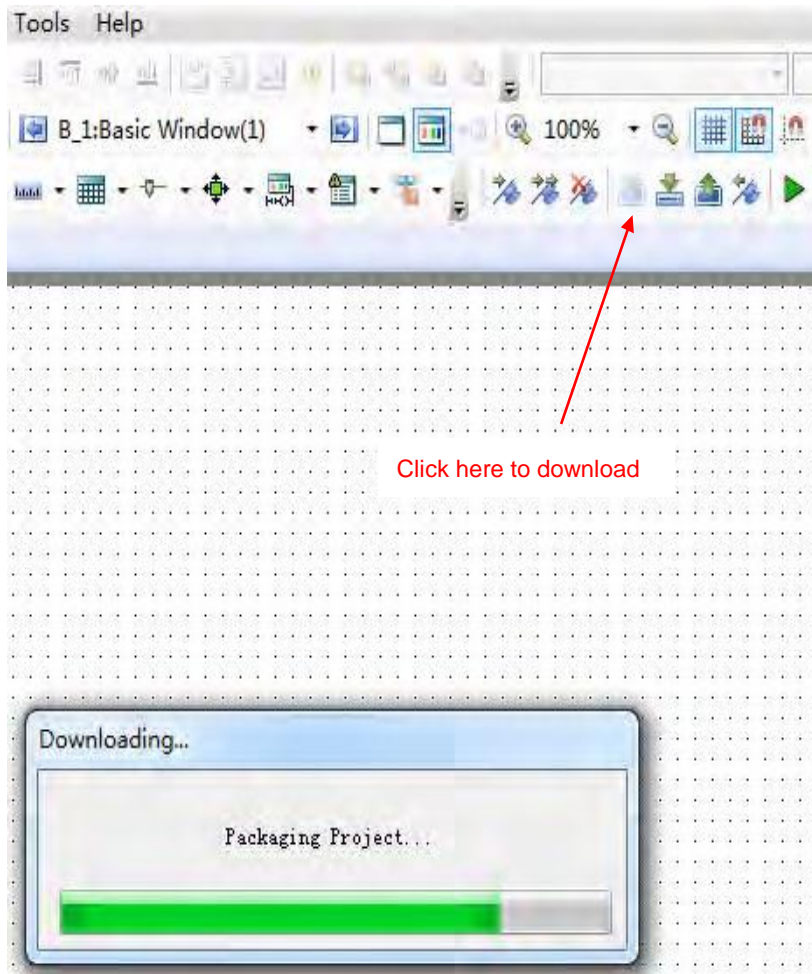 Tools Help
B_1:Basic Window(1) 100%
Click here to download
Downloading...
Packaging Project...